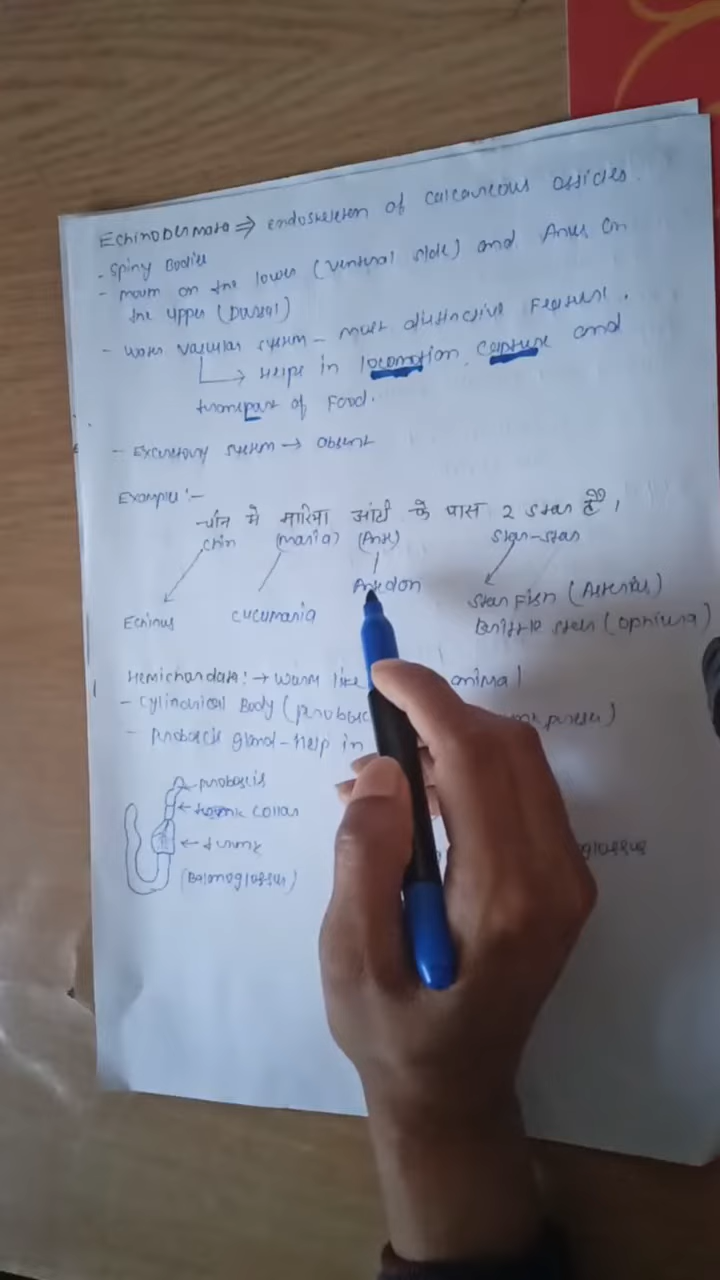 Echinodermata ⇒ endoskeleton of calcareous ossicles.
- Spiny Bodies
- mouth on the lower (ventral side) and Anus on
the upper (Dorsal)
- water vascular system - most distinctive Feature.
→ Helps in locomotion, capture and
transport of Food.
- Excretory system → absent
Example:-
चीन मे मारिया आंटी के पास 2 star हैं।
chin (maria) (Ant) star-star
Echinus cucumaria Antedon Star Fish (Asterias)
Brittle star (Ophiura)
Hemichordata: → worm like animal
- cylindrical Body (
- proboscis gland - Help in
← proboscis
← collar
← trunk
(Balanoglossus) glossus